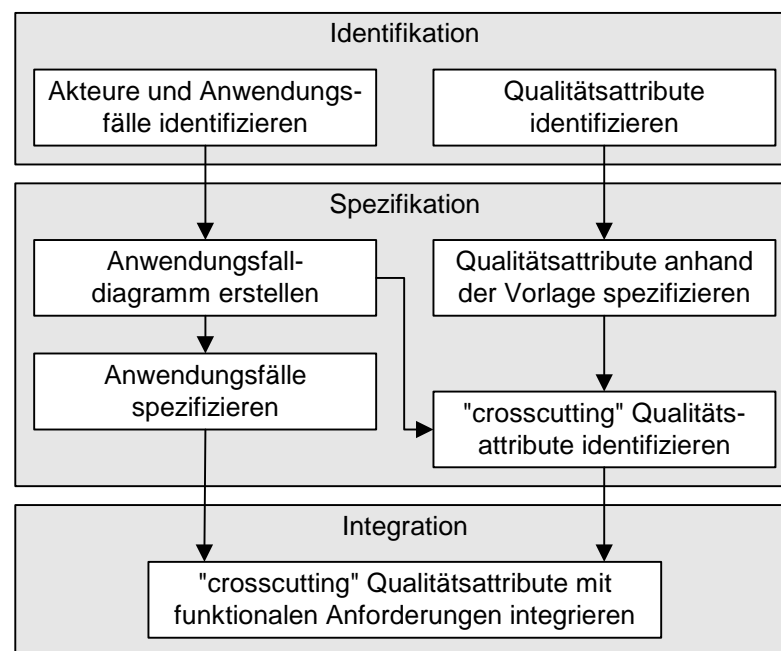 Identifikation
Akteure und Anwendungs-
fälle identifizieren
Qualitätsattribute
identifizieren
Spezifikation
Anwendungsfall-
diagramm erstellen
Qualitätsattribute anhand
der Vorlage spezifizieren
Anwendungsfälle
spezifizieren
"crosscutting" Qualitäts-
attribute identifizieren
Integration
"crosscutting" Qualitätsattribute mit
funktionalen Anforderungen integrieren